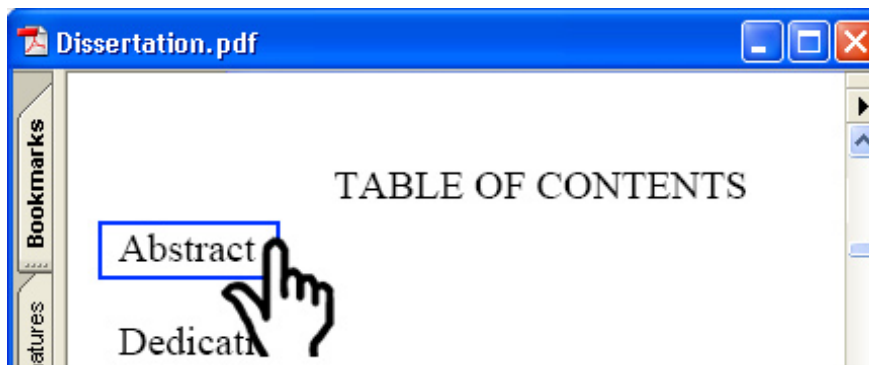 Dissertation.pdf
Bookmarks
TABLE OF CONTENTS
Abstract